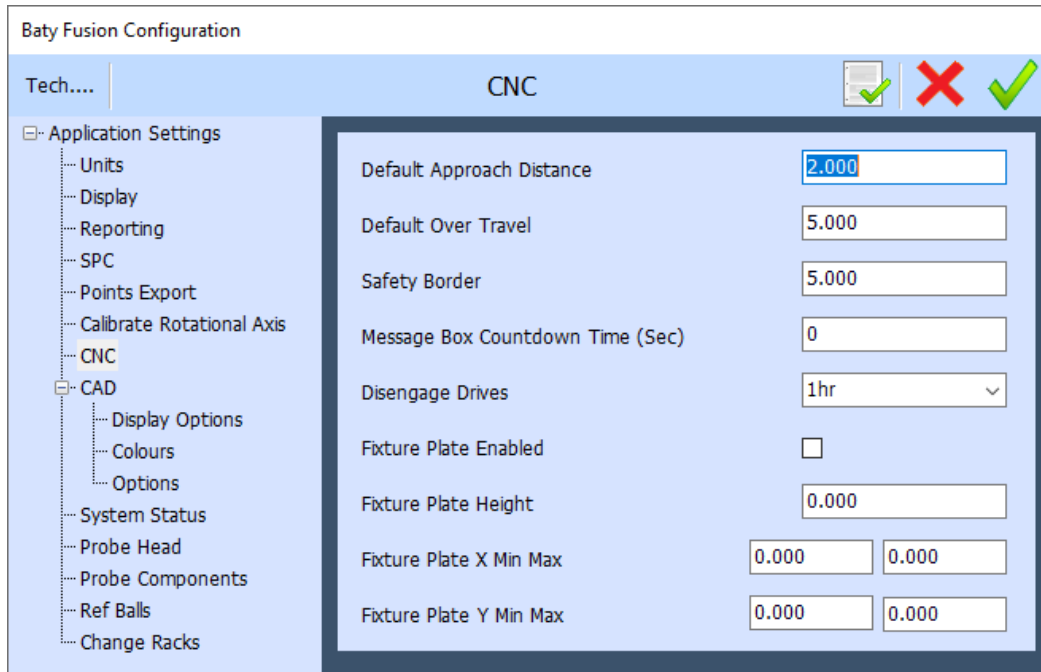 Baty Fusion Configuration
Tech....
CNC
Application Settings
Units
Display
Reporting
SPC
Points Export
Calibrate Rotational Axis
CNC
CAD
Display Options
Colours
Options
System Status
Probe Head
Probe Components
Ref Balls
Change Racks
Default Approach Distance 2.000
Default Over Travel 5.000
Safety Border 5.000
Message Box Countdown Time (Sec) 0
Disengage Drives 1hr
Fixture Plate Enabled
Fixture Plate Height 0.000
Fixture Plate X Min Max 0.000 0.000
Fixture Plate Y Min Max 0.000 0.000